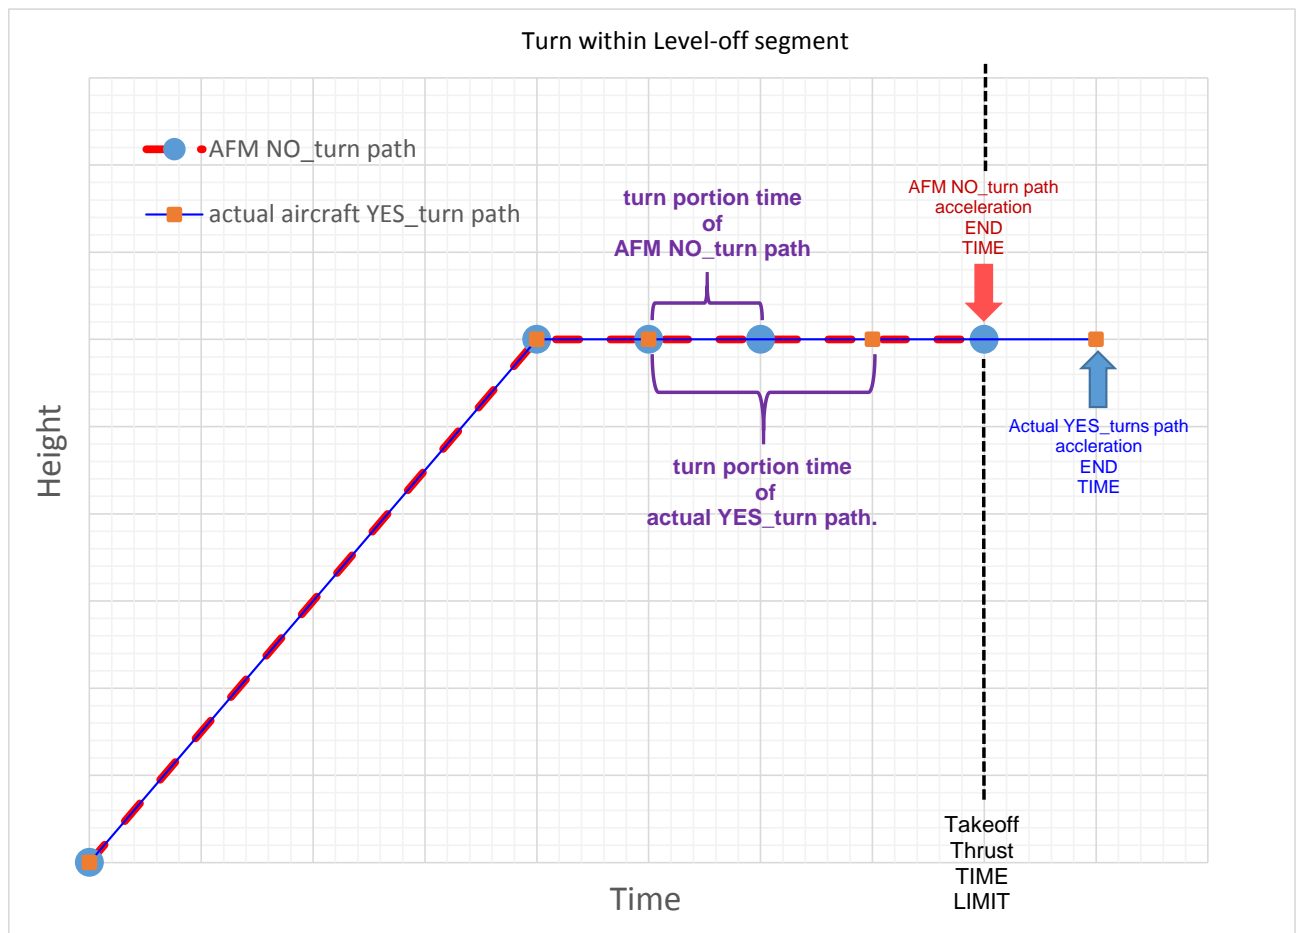 Turn within Level-off segment
AFM NO_turn path
actual aircraft YES_turn path
turn portion time
of
AFM NO_turn path
AFM NO_turn path
acceleration
END
TIME
Height
Actual YES_turns path
accleration
END
TIME
turn portion time
of
actual YES_turn path.
Takeoff
Thrust
TIME
LIMIT
Time